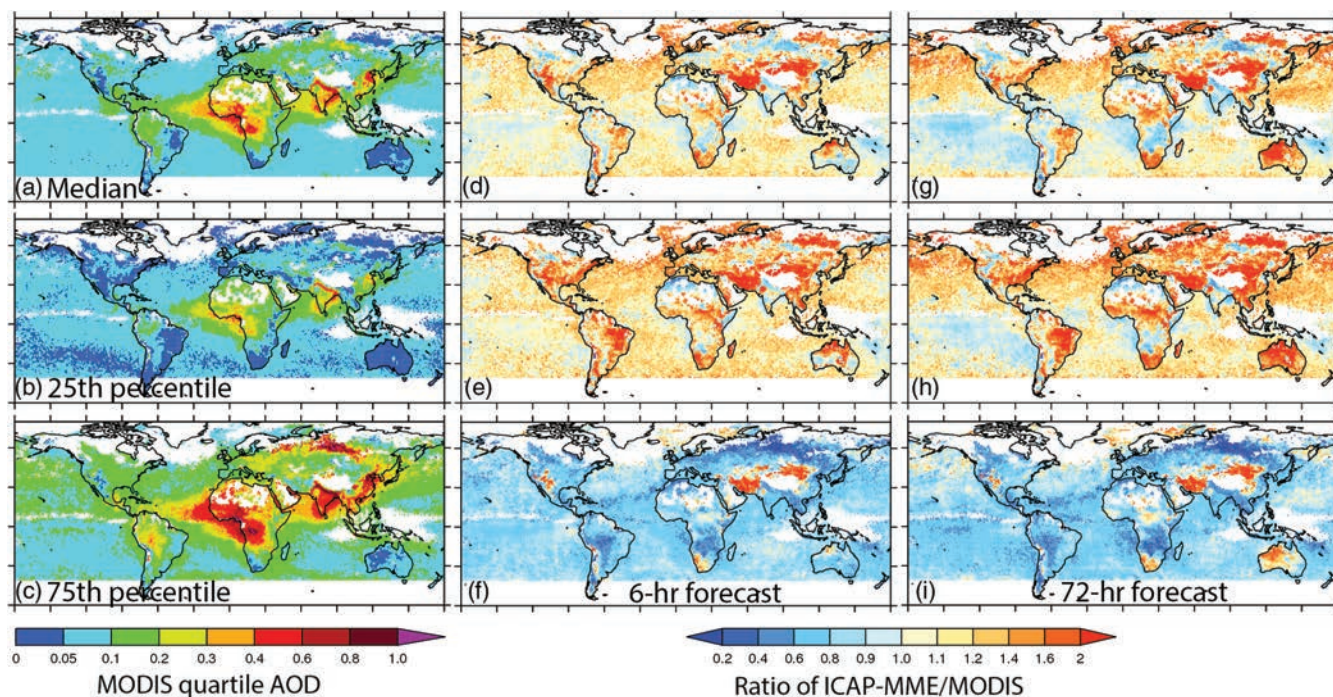 (a) Median
(d)
(g)
(b) 25th percentile
(e)
(h)
(c) 75th percentile
(f) 6-hr forecast
(i) 72-hr forecast
0 0.05 0.1 0.2 0.3 0.4 0.6 0.8 1.0
0.2 0.4 0.6 0.8 0.9 1.0 1.1 1.2 1.4 1.6 2
MODIS quartile AOD
Ratio of ICAP-MME/MODIS